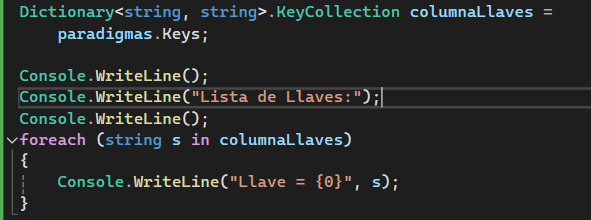 Dictionary<string, string>.KeyCollection columnaLlaves =
    paradigmas.Keys;
Console.WriteLine();
Console.WriteLine("Lista de Llaves:");
Console.WriteLine();
foreach (string s in columnaLlaves)
{
    Console.WriteLine("Llave = {0}", s);
}